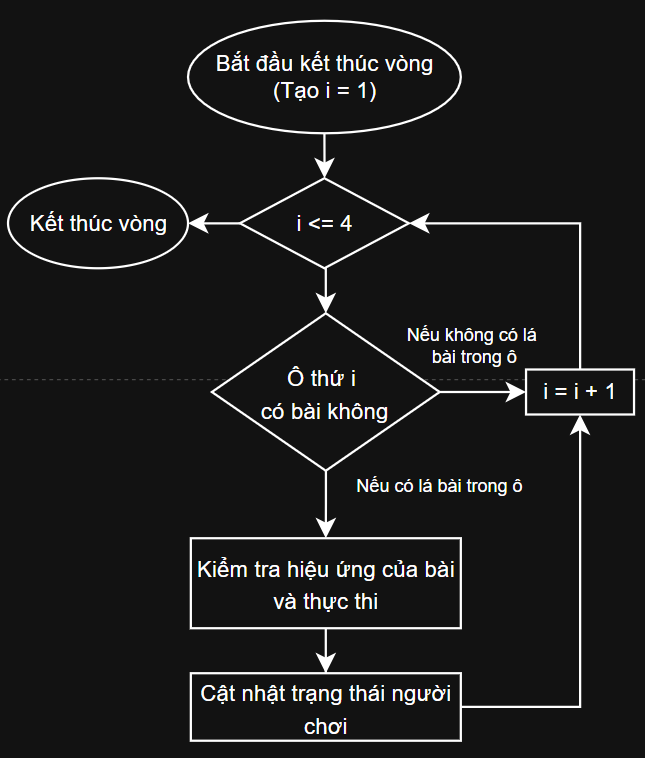 Bắt đầu kết thúc vòng
(Tạo i = 1)
Kết thúc vòng
i <= 4
Nếu không có lá
bài trong ô
Ô thứ i
có bài không
i = i + 1
Nếu có lá bài trong ô
Kiểm tra hiệu ứng của bài
và thực thi
Cật nhật trạng thái người
chơi